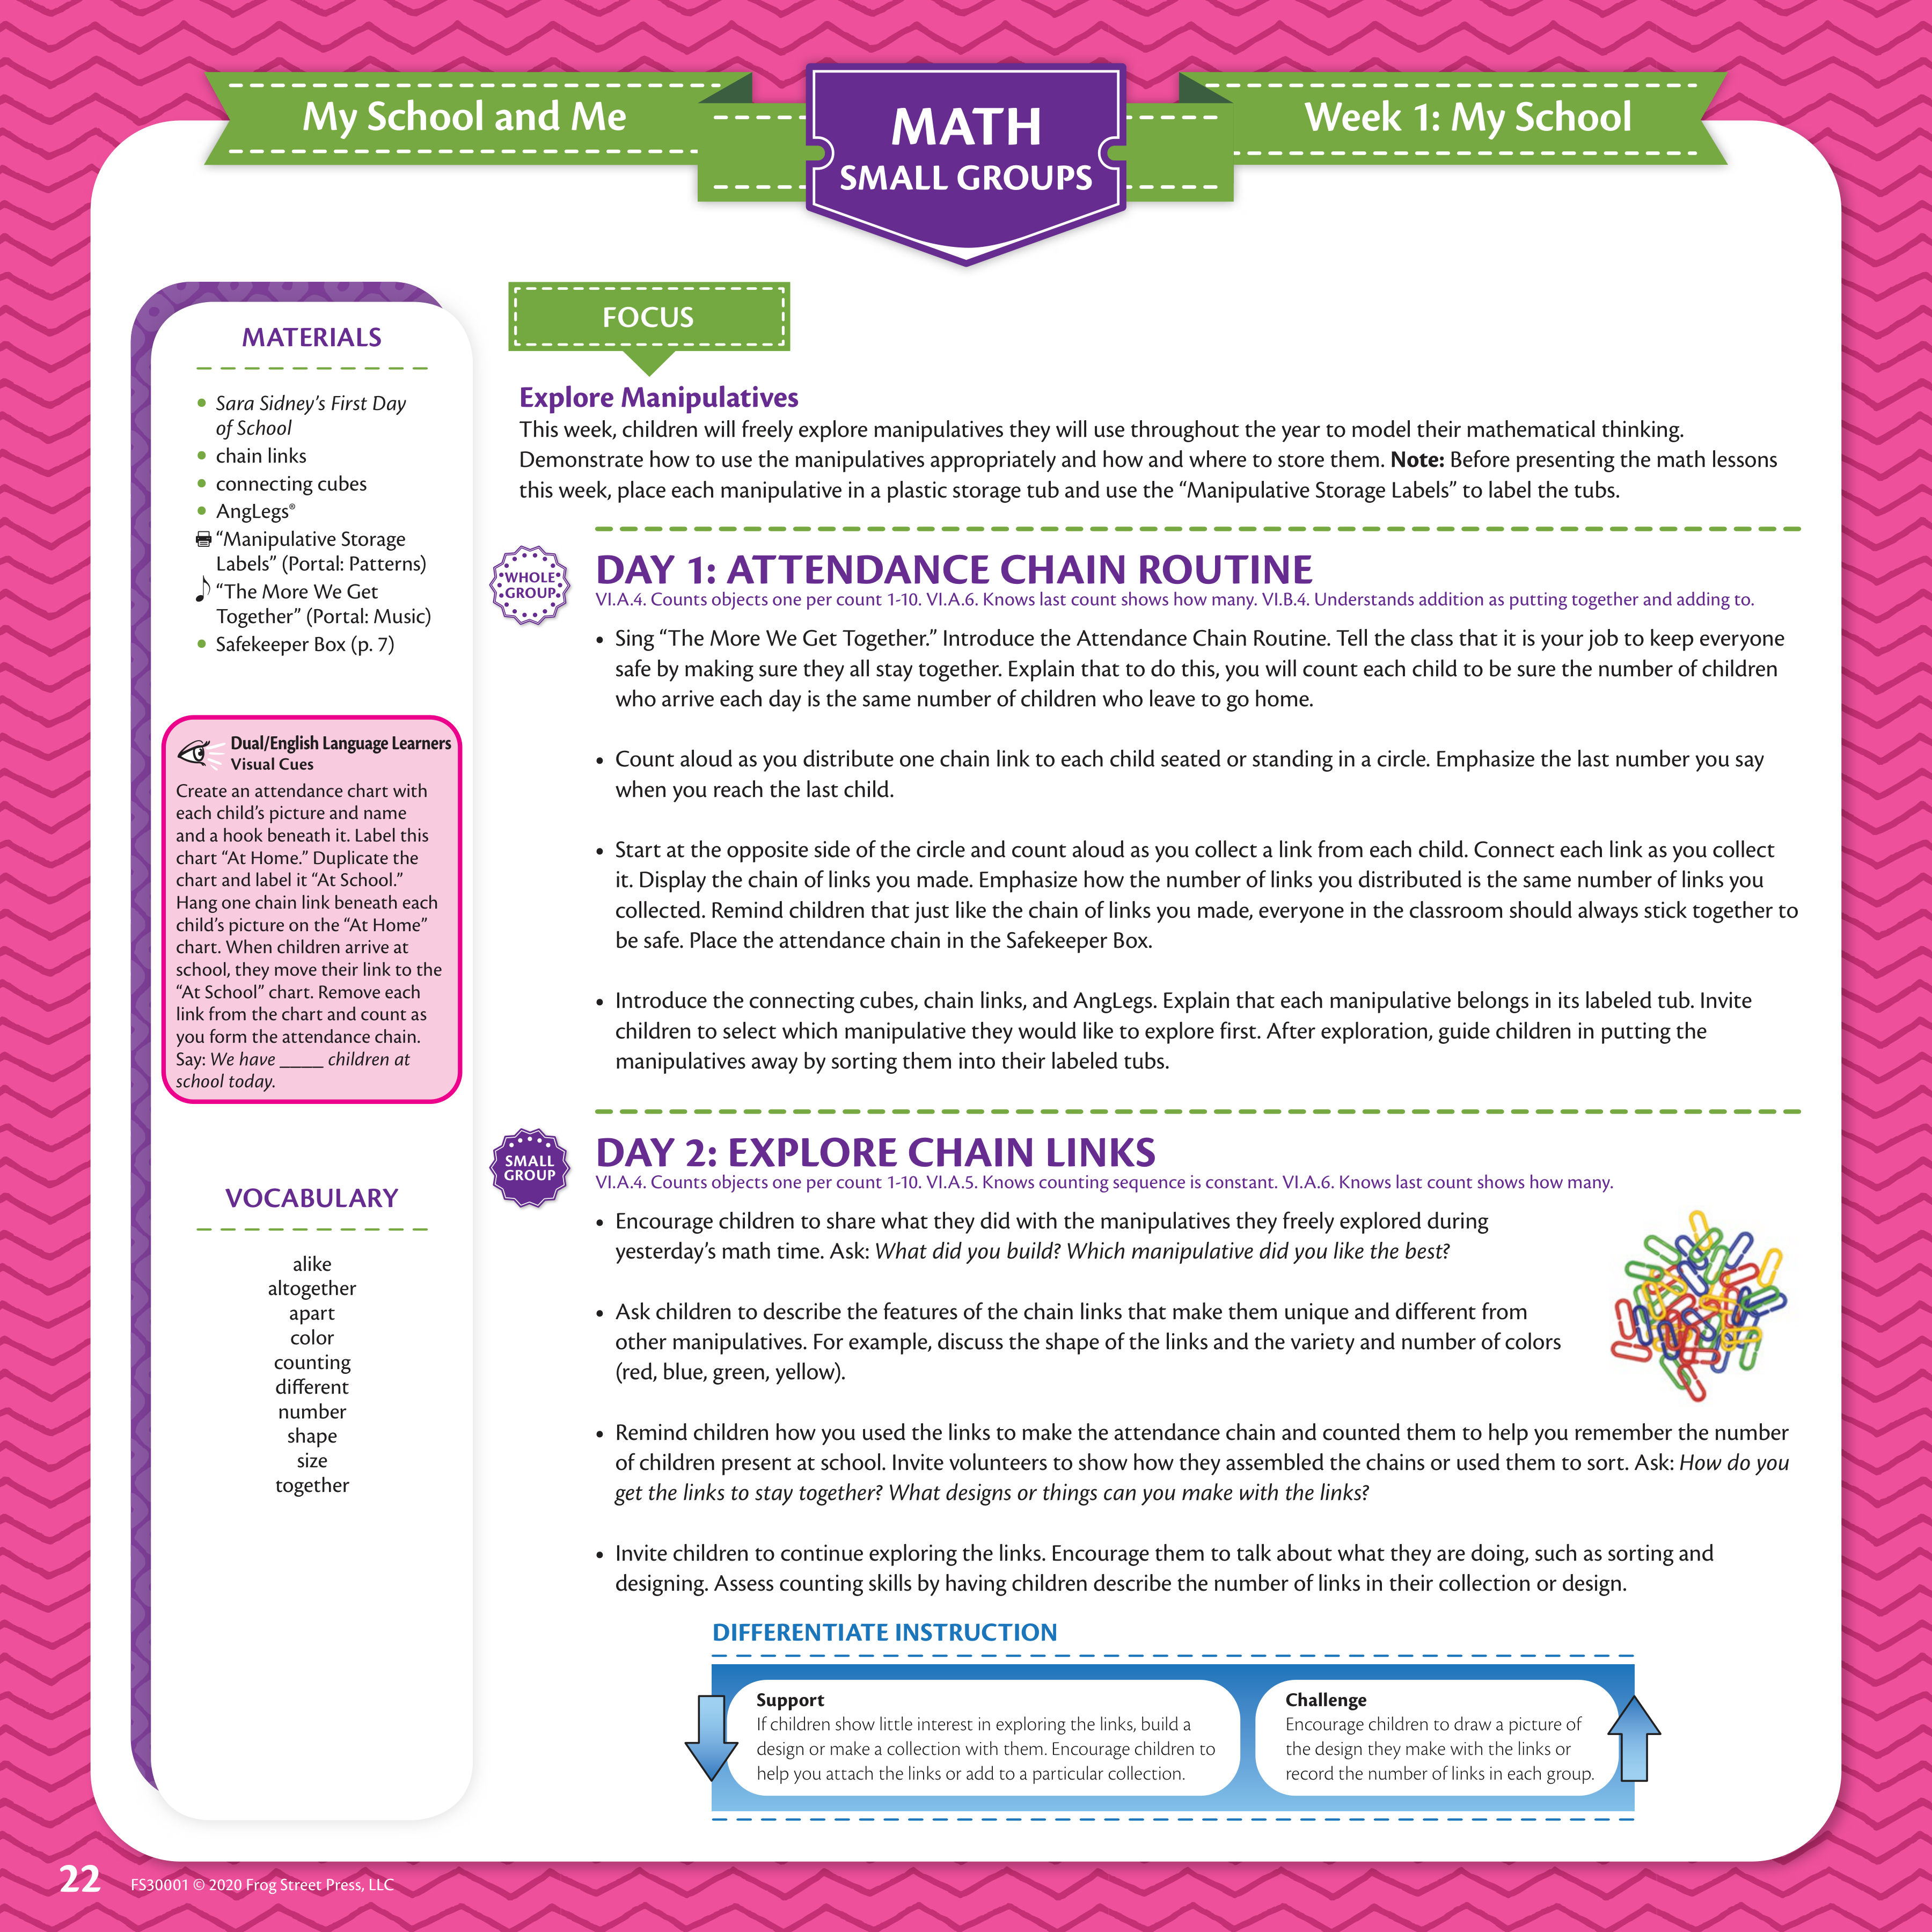 My School and Me
MATH
SMALL GROUPS
Week 1: My School
MATERIALS
• Sara Sidney's First Day
of School
• chain links
• connecting cubes
• AngLegs®
“Manipulative Storage
Labels” (Portal: Patterns)
“The More We Get
Together” (Portal: Music)
• Safekeeper Box (p. 7)
Dual/English Language Learners
Visual Cues
Create an attendance chart with
each child’s picture and name
and a hook beneath it. Label this
chart “At Home.” Duplicate the
chart and label it “At School.”
Hang one chain link beneath each
child’s picture on the “At Home”
chart. When children arrive at
school, they move their link to the
“At School” chart. Remove each
link from the chart and count as
you form the attendance chain.
Say: We have ____ children at
school today.
VOCABULARY
alike
altogether
apart
color
counting
different
number
shape
size
together
FOCUS
Explore Manipulatives
This week, children will freely explore manipulatives they will use throughout the year to model their mathematical thinking.
Demonstrate how to use the manipulatives appropriately and how and where to store them. Note: Before presenting the math lessons
this week, place each manipulative in a plastic storage tub and use the “Manipulative Storage Labels” to label the tubs.
WHOLE
GROUP
DAY 1: ATTENDANCE CHAIN ROUTINE
VI.A.4. Counts objects one per count 1-10. VI.A.6. Knows last count shows how many. VI.B.4. Understands addition as putting together and adding to.
• Sing “The More We Get Together.” Introduce the Attendance Chain Routine. Tell the class that it is your job to keep everyone
safe by making sure they all stay together. Explain that to do this, you will count each child to be sure the number of children
who arrive each day is the same number of children who leave to go home.
• Count aloud as you distribute one chain link to each child seated or standing in a circle. Emphasize the last number you say
when you reach the last child.
• Start at the opposite side of the circle and count aloud as you collect a link from each child. Connect each link as you collect
it. Display the chain of links you made. Emphasize how the number of links you distributed is the same number of links you
collected. Remind children that just like the chain of links you made, everyone in the classroom should always stick together to
be safe. Place the attendance chain in the Safekeeper Box.
• Introduce the connecting cubes, chain links, and AngLegs. Explain that each manipulative belongs in its labeled tub. Invite
children to select which manipulative they would like to explore first. After exploration, guide children in putting the
manipulatives away by sorting them into their labeled tubs.
SMALL
GROUP
DAY 2: EXPLORE CHAIN LINKS
VI.A.4. Counts objects one per count 1-10. VI.A.5. Knows counting sequence is constant. VI.A.6. Knows last count shows how many.
• Encourage children to share what they did with the manipulatives they freely explored during
yesterday’s math time. Ask: What did you build? Which manipulative did you like the best?
• Ask children to describe the features of the chain links that make them unique and different from
other manipulatives. For example, discuss the shape of the links and the variety and number of colors
(red, blue, green, yellow).
• Remind children how you used the links to make the attendance chain and counted them to help you remember the number
of children present at school. Invite volunteers to show how they assembled the chains or used them to sort. Ask: How do you
get the links to stay together? What designs or things can you make with the links?
• Invite children to continue exploring the links. Encourage them to talk about what they are doing, such as sorting and
designing. Assess counting skills by having children describe the number of links in their collection or design.
DIFFERENTIATE INSTRUCTION
Support
If children show little interest in exploring the links, build a
design or make a collection with them. Encourage children to
help you attach the links or add to a particular collection.
Challenge
Encourage children to draw a picture of
the design they make with the links or
record the number of links in each group.
22
FS30001 © 2020 Frog Street Press, LLC